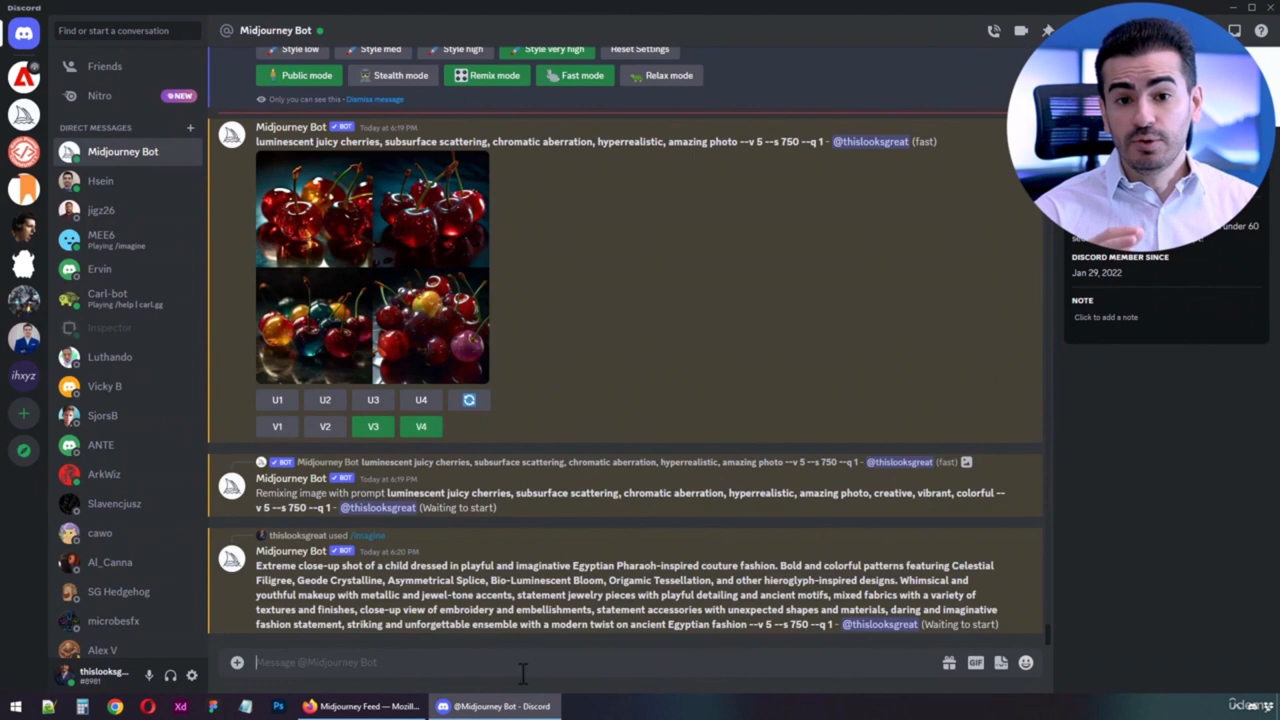 Discord
Find or start a conversation
Midjourney Bot
Friends
Nitro
NEW
DIRECT MESSAGES
Midjourney Bot
Hsein
jigz26
MEE6
Playing /imagine
Ervin
Carl-bot
Playing /help | carl.gg
Inspector
Luthando
Vicky B
SjorsB
ANTE
ArkWiz
Slavencjusz
cawo
AI_Canna
SG Hedgehog
microbesfx
Alex V
ihxyz
thislooksg...
#8981
Style low
Style med
Style high
Style very high
Reset Settings
Public mode
Stealth mode
Remix mode
Fast mode
Relax mode
Only you can see this • Dismiss message
Midjourney Bot BOT Today at 6:19 PM
luminescent juicy cherries, subsurface scattering, chromatic aberration, hyperrealistic, amazing photo --v 5 --s 750 --q 1 - @thislooksgreat (fast)
U1 U2 U3 U4
V1 V2 V3 V4
BOT Midjourney Bot luminescent juicy cherries, subsurface scattering, chromatic aberration, hyperrealistic, amazing photo --v 5 --s 750 --q 1 - @thislooksgreat (fast)
Midjourney Bot BOT Today at 6:19 PM
Remixing image with prompt luminescent juicy cherries, subsurface scattering, chromatic aberration, hyperrealistic, amazing photo, creative, vibrant, colorful --
v 5 --s 750 --q 1 - @thislooksgreat (Waiting to start)
thislooksgreat used /imagine
Midjourney Bot BOT Today at 6:20 PM
Extreme close-up shot of a child dressed in playful and imaginative Egyptian Pharaoh-inspired couture fashion. Bold and colorful patterns featuring Celestial
Filigree, Geode Crystalline, Asymmetrical Splice, Bio-Luminescent Bloom, Origamic Tessellation, and other hieroglyph-inspired designs. Whimsical and
youthful makeup with metallic and jewel-tone accents, statement jewelry pieces with playful detailing and ancient motifs, mixed fabrics with a variety of
textures and finishes, close-up view of embroidery and embellishments, statement accessories with unexpected shapes and materials, daring and imaginative
fashion statement, striking and unforgettable ensemble with a modern twist on ancient Egyptian fashion --v 5 --s 750 --q 1 - @thislooksgreat (Waiting to start)
Message @Midjourney Bot
GIF
under 60
DISCORD MEMBER SINCE
Jan 29, 2022
NOTE
Click to add a note
Xd
Ps
Midjourney Feed — Mozill...
@Midjourney Bot - Discord
Udemy